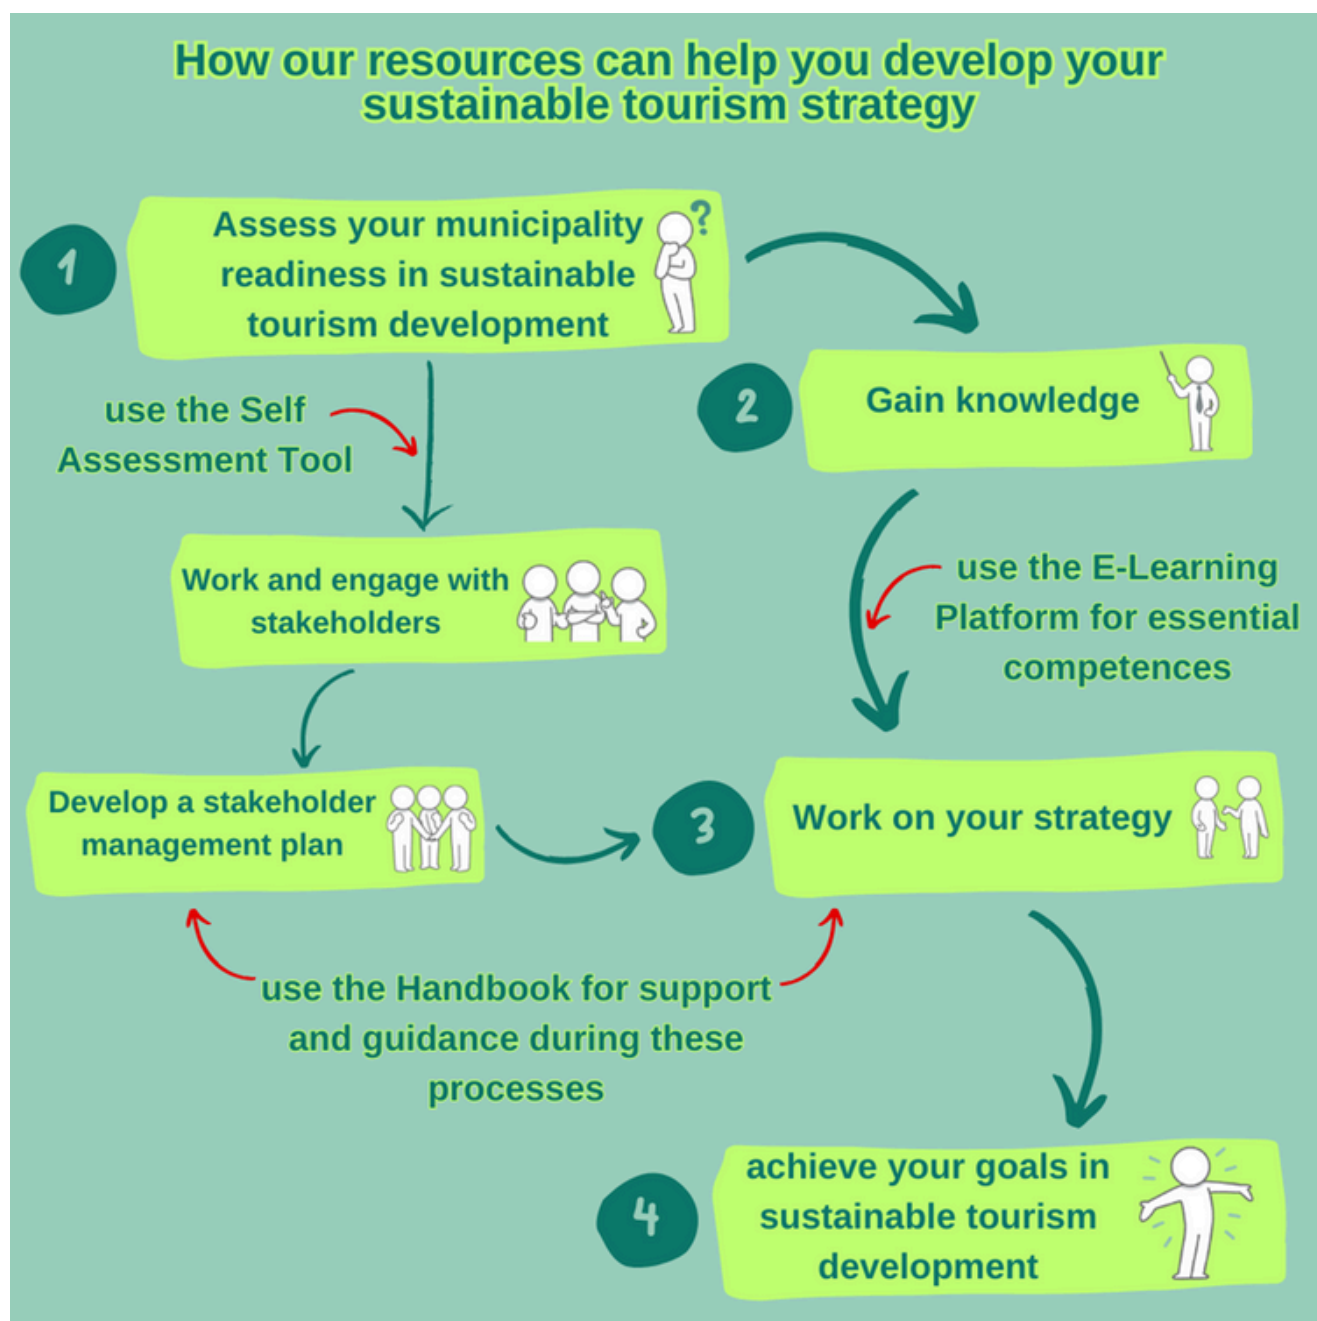 How our resources can help you develop your
sustainable tourism strategy
1
Assess your municipality
readiness in sustainable
tourism development
?
2
Gain knowledge
use the Self
Assessment Tool
Work and engage with
stakeholders
use the E-Learning
Platform for essential
competences
Develop a stakeholder
management plan
3
Work on your strategy
use the Handbook for support
and guidance during these
processes
4
achieve your goals in
sustainable tourism
development